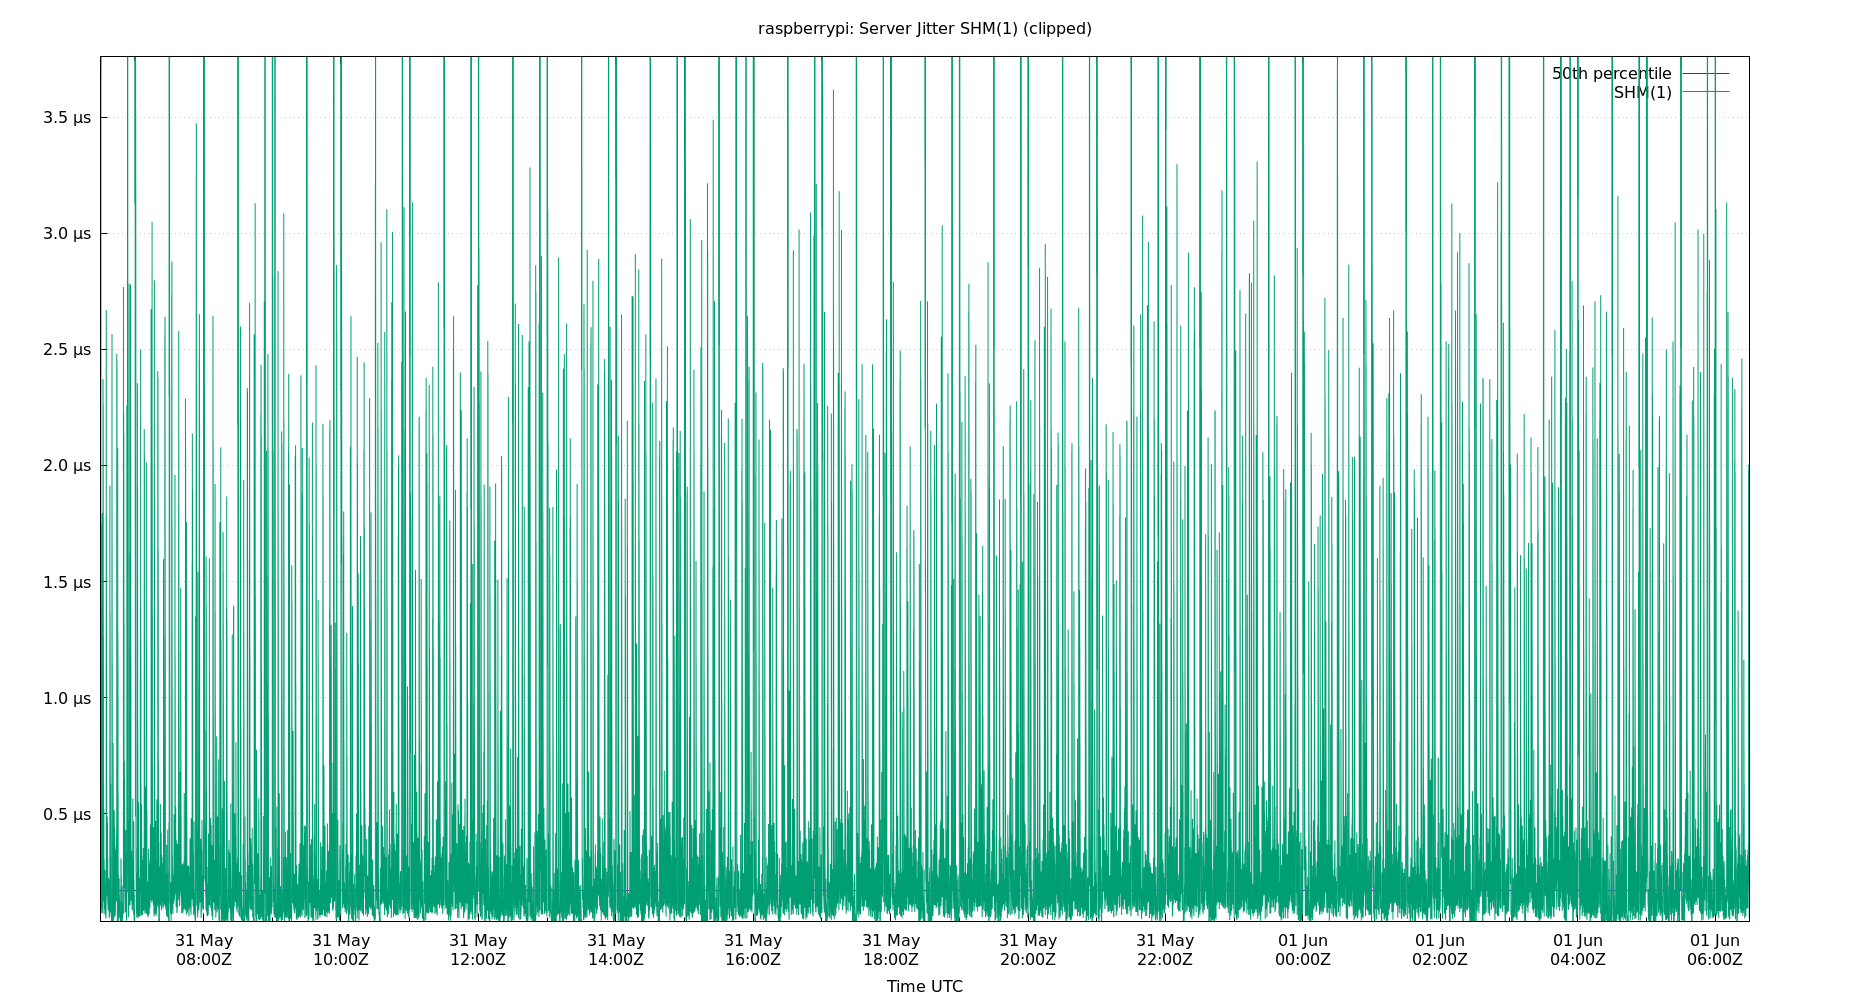 raspberrypi: Server Jitter SHM(1) (clipped)
50th percentile
SHM(1)
3.5 μs
3.0 μs
2.5 μs
2.0 μs
1.5 μs
1.0 μs
0.5 μs
31 May 31 May 31 May 31 May 31 May 31 May 31 May 31 May 01 Jun 01 Jun 01 Jun 01 Jun
08:00Z 10:00Z 12:00Z 14:00Z 16:00Z 18:00Z 20:00Z 22:00Z 00:00Z 02:00Z 04:00Z 06:00Z
Time UTC